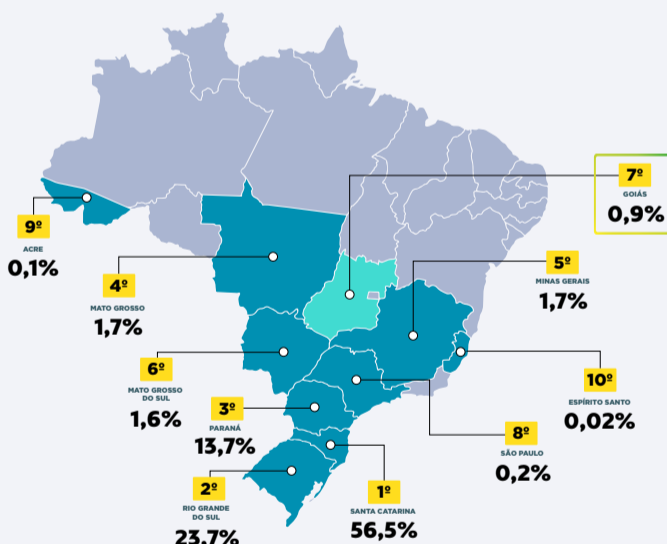 7º
GOIÁS
0,9%
9º
ACRE
0,1%
5º
MINAS GERAIS
1,7%
4º
MATO GROSSO
1,7%
6º
MATO GROSSO
DO SUL
1,6%
10º
ESPÍRITO SANTO
0,02%
3º
PARANÁ
13,7%
8º
SÃO PAULO
0,2%
2º
RIO GRANDE
DO SUL
23,7%
1º
SANTA CATARINA
56,5%